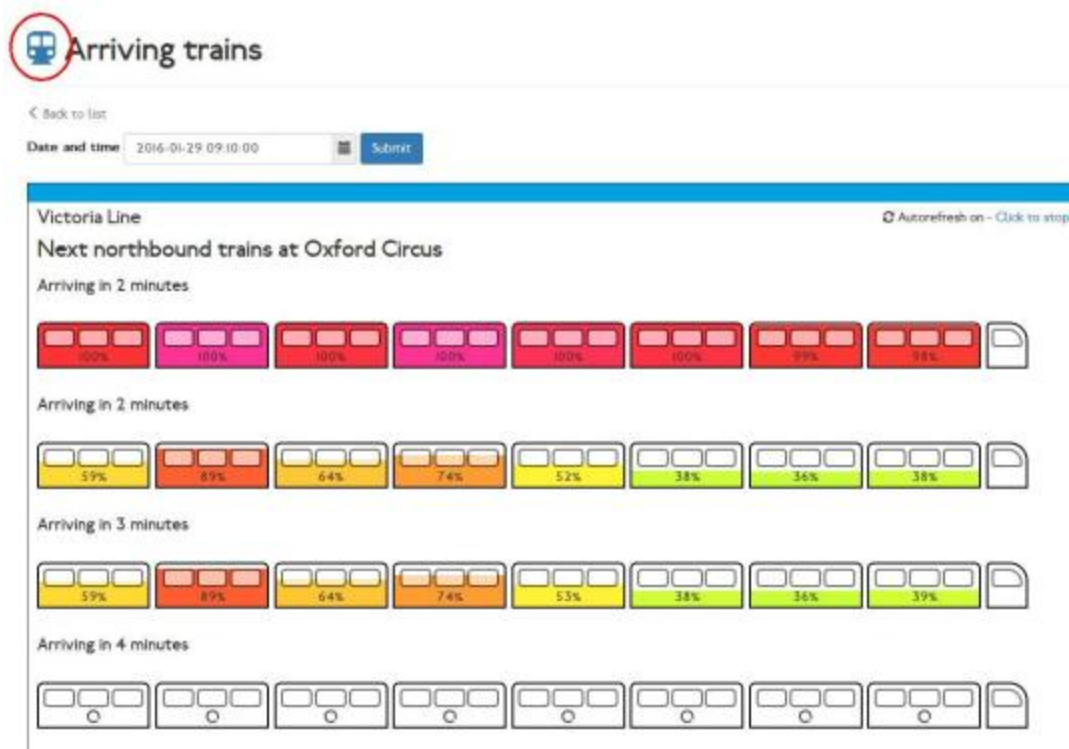 Arriving trains
Back to list
Date and time 2016-01-29 09:10:00 Submit
Victoria Line
Autorefresh on - Click to stop
Next northbound trains at Oxford Circus
Arriving in 2 minutes
100% 100% 100% 100% 100% 100% 99% 98%
Arriving in 2 minutes
59% 89% 64% 74% 52% 38% 36% 38%
Arriving in 3 minutes
59% 89% 64% 74% 53% 38% 36% 39%
Arriving in 4 minutes